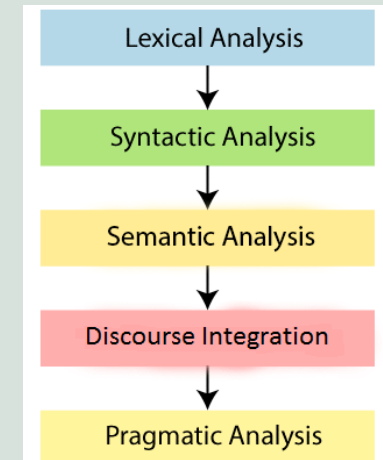 Lexical Analysis
Syntactic Analysis
Semantic Analysis
Discourse Integration
Pragmatic Analysis